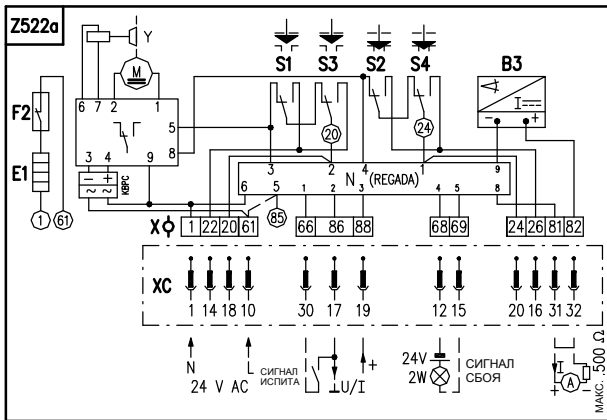 Z522a
Y
S1 S3 S2 S4 B3
M
I
6 7 2 1
F2
5
8
20
24
- +
E1
3 4 9
КВРС
3 2 4 1 9
N (REGADA)
6 5 1 2 3 4 5 8
1 61
85
X 1 22 20 61 66 86 88 68 69 24 26 81 82
XC
1 14 18 10 30 17 19 12 15 20 16 31 32
N L
24 V AC
СИГНАЛ
ИСПИТА
U/I
+
24V
2W
СИГНАЛ
СБОЯ
I
+ A -
МАКС. 500 Ω